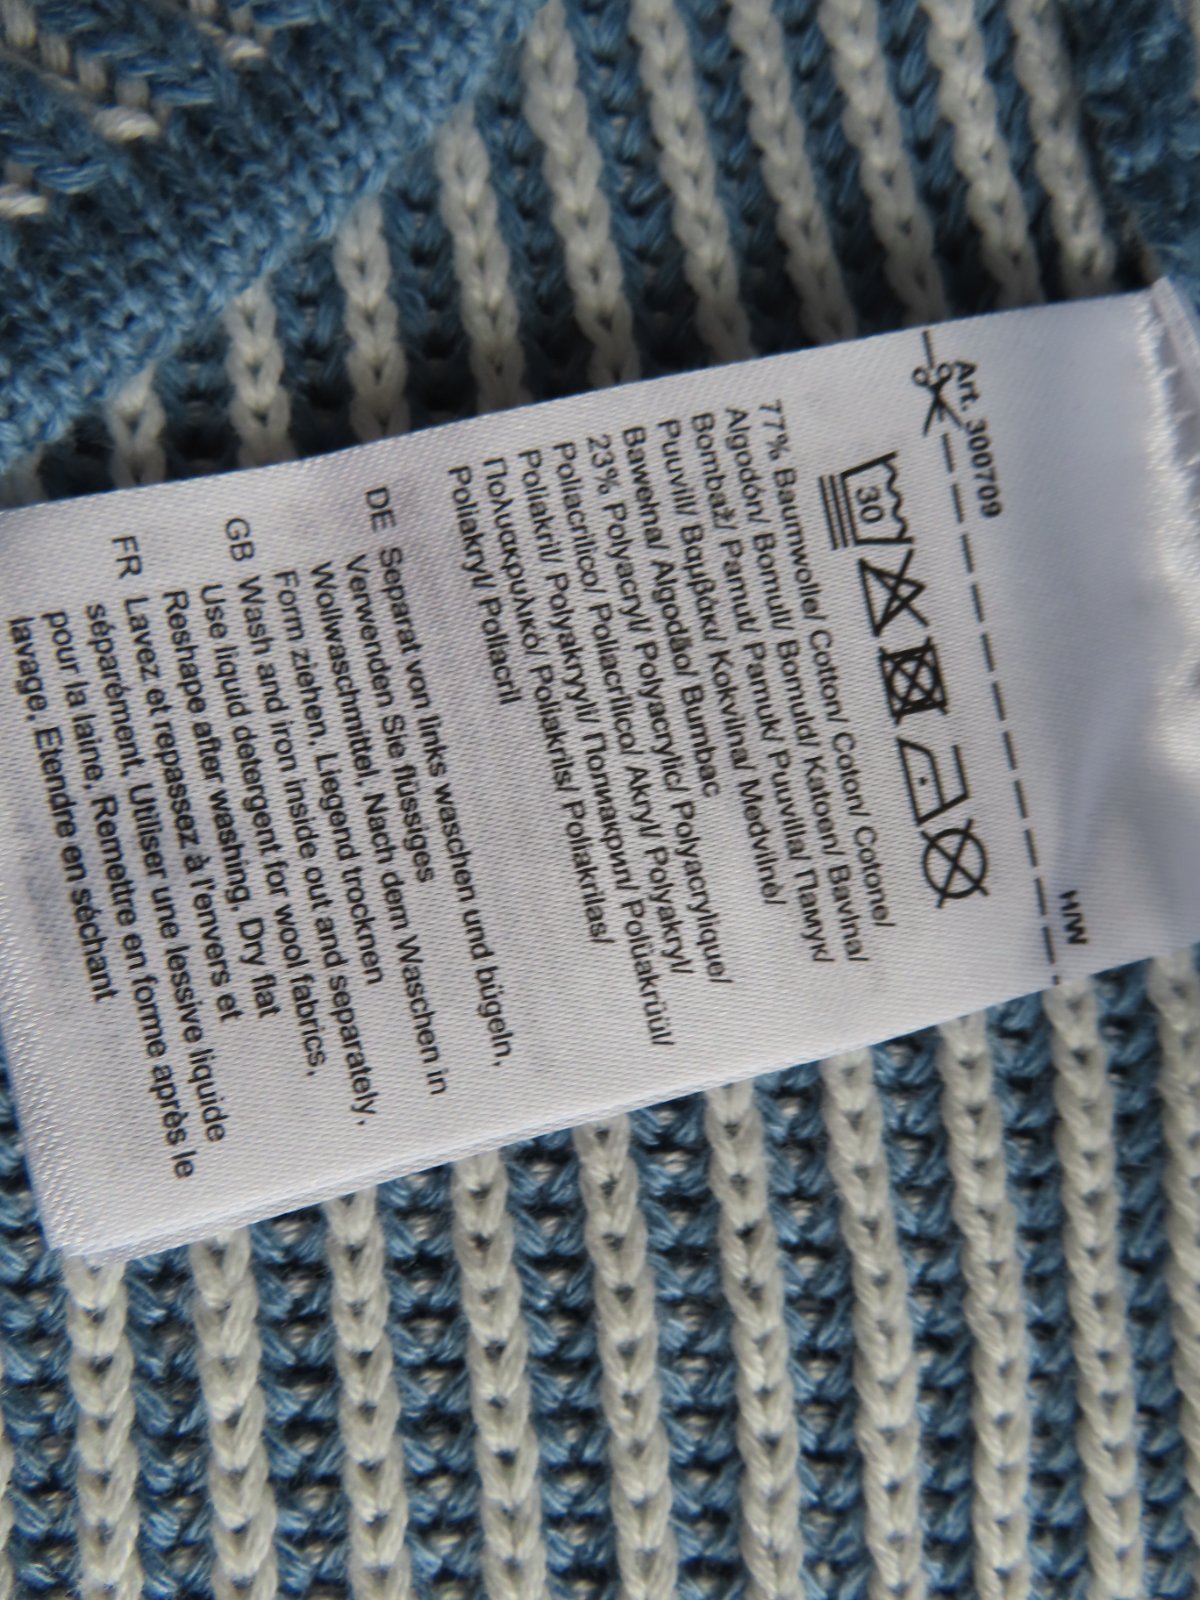 Art. 300709
HW
30
77% Baumwolle/ Cotton/ Coton/ Cotone/
Algodón/ Bomull/ Bomuld/ Katoen/ Bavlna/
Bombaž/ Pamut/ Pamuk/ Puuvilla/ Памук/
Puuvill/ Βαμβάκι/ Kokvilna/ Medvilnė/
Bawełna/ Algodão/ Bumbac
23% Polyacryl/ Polyacrylic/ Polyacrylique/
Poliacrilico/ Poliacrílico/ Akryl/ Polyakryl/
Poliakril/ Polyakryyli/ Полиакрил/ Polüakrüül/
Πολυακρυλικό/ Poliakrils/ Poliakrilas/
Poliakryl/ Poliacril
DE Separat von links waschen und bügeln,
Verwenden Sie flüssiges
Wollwaschmittel, Nach dem Waschen in
Form ziehen, Liegend trocknen
GB Wash and iron inside out and separately,
Use liquid detergent for wool fabrics,
Reshape after washing, Dry flat
FR Lavez et repassez à l'envers et
séparément, Utiliser une lessive liquide
pour la laine, Remettre en forme après le
lavage, Etendre en séchant